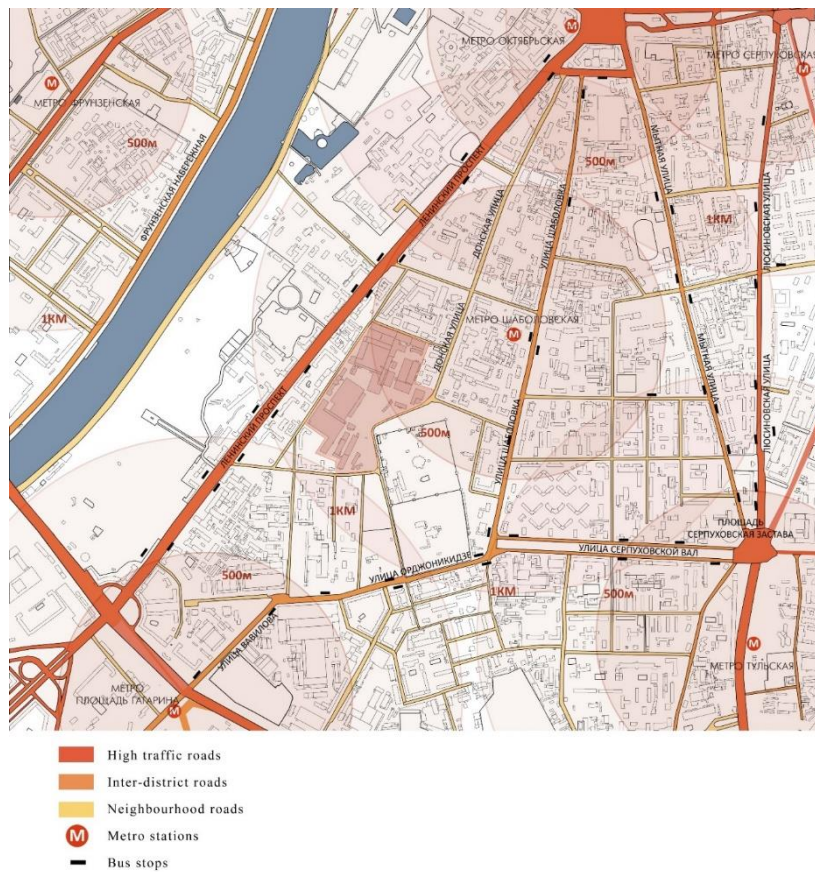 М
МЕТРО ОКТЯБРЬСКАЯ
МЕТРО СЕРПУХОВСКАЯ
М
М
МЕТРО ФРУНЗЕНСКАЯ
500м
ФРУНЗЕНСКАЯ НАБЕРЕЖНАЯ
500м
МЫТНАЯ УЛИЦА
ЛЕНИНСКИЙ ПРОСПЕКТ
ДОНСКАЯ УЛИЦА
УЛИЦА ШАБОЛОВКА
1КМ
ЛЮСИНОВСКАЯ УЛИЦА
1КМ
МЕТРО ШАБОЛОВСКАЯ
М
ДОНСКАЯ УЛИЦА
МЫТНАЯ УЛИЦА
ЛЕНИНСКИЙ ПРОСПЕКТ
500м
УЛИЦА ШАБОЛОВКА
ЛЮСИНОВСКАЯ УЛИЦА
1КМ
ПЛОЩАДЬ
СЕРПУХОВСКАЯ ЗАСТАВА
УЛИЦА СЕРПУХОВСКОЙ ВАЛ
УЛИЦА ОРДЖОНИКИДЗЕ
500м
1КМ
500м
УЛИЦА ВАВИЛОВА
М
МЕТРО ТУЛЬСКАЯ
МЕТРО
ПЛОЩАДЬ ГАГАРИНА
М
High traffic roads
Inter-district roads
Neighbourhood roads
М Metro stations
Bus stops